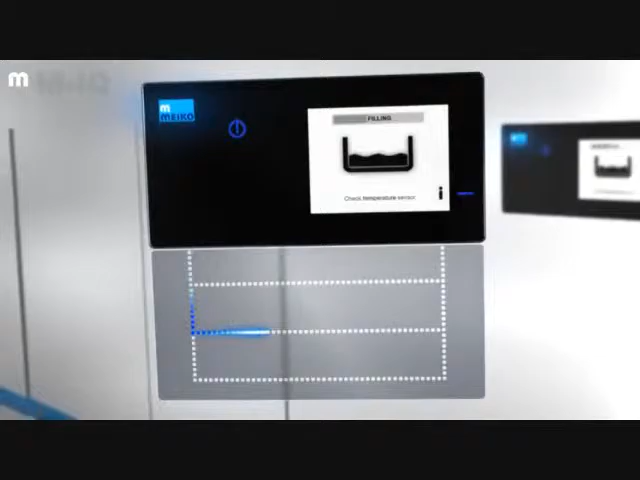 m
m
MEIKO
FILLING
Check temperature sensor
i